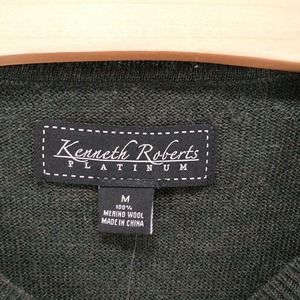 Kenneth Roberts
PLATINUM
M
100%
MERINO WOOL
MADE IN CHINA